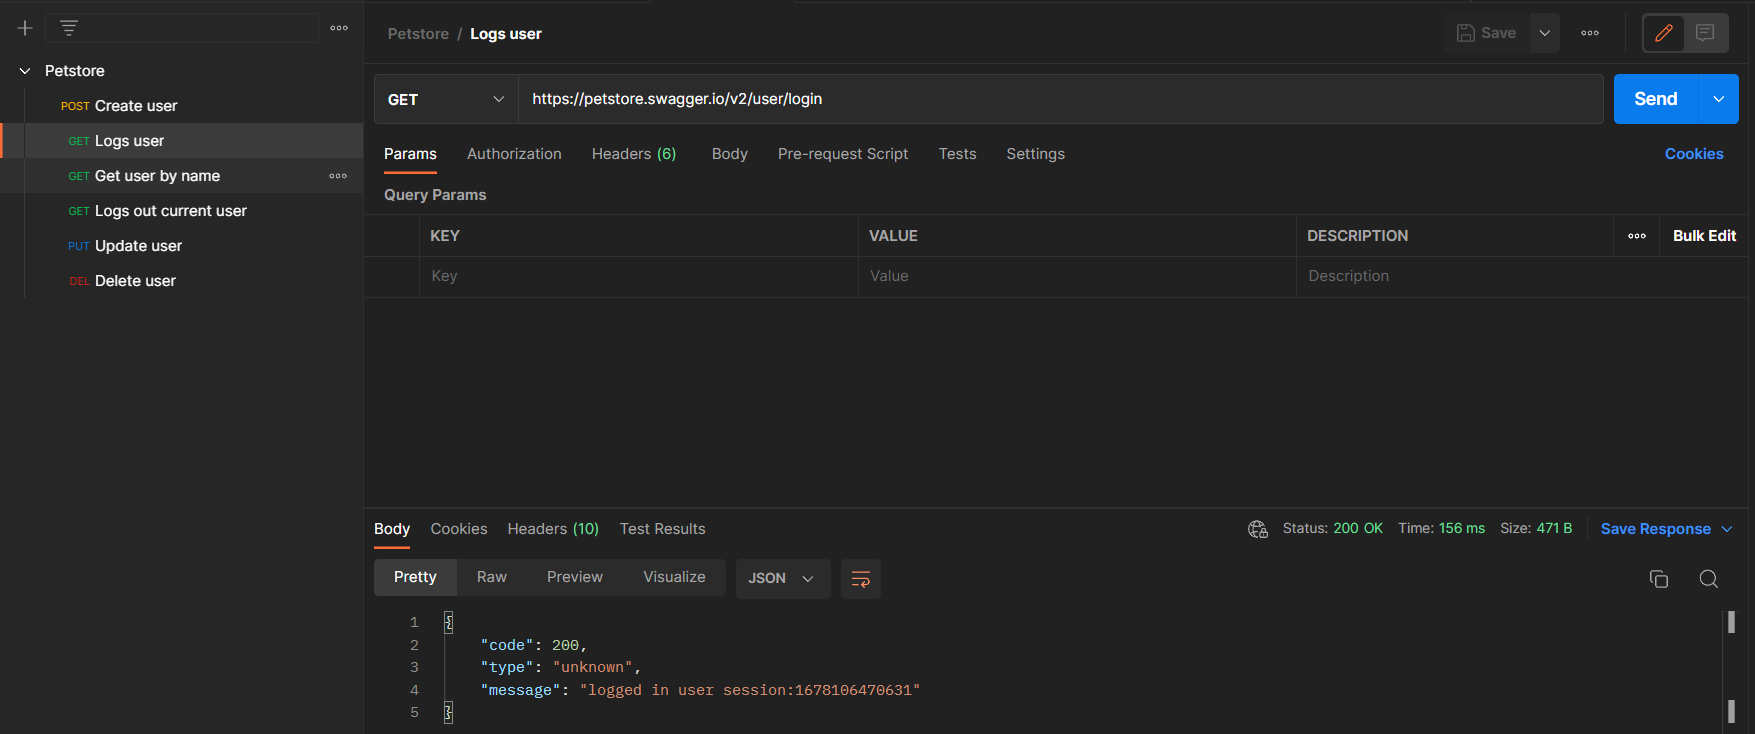 Petstore
POST Create user
GET Logs user
GET Get user by name
GET Logs out current user
PUT Update user
DEL Delete user
Petstore / Logs user
Save
GET https://petstore.swagger.io/v2/user/login Send
Params Authorization Headers (6) Body Pre-request Script Tests Settings Cookies
Query Params
KEY VALUE DESCRIPTION Bulk Edit
Key Value Description
Body Cookies Headers (10) Test Results Status: 200 OK Time: 156 ms Size: 471 B Save Response
Pretty Raw Preview Visualize JSON
1 {
2 "code": 200,
3 "type": "unknown",
4 "message": "logged in user session:1678106470631"
5 }